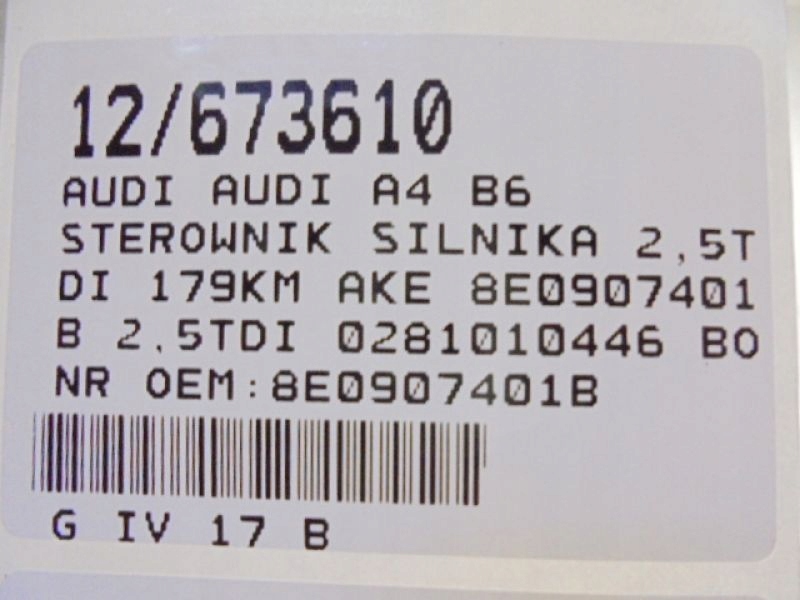 12/673610
AUDI AUDI A4 B6
STEROWNIK SILNIKA 2,5T
DI 179KM AKE 8E0907401
B 2.5TDI 0281010446 BO
NR OEM:8E0907401B
G IV 17 B